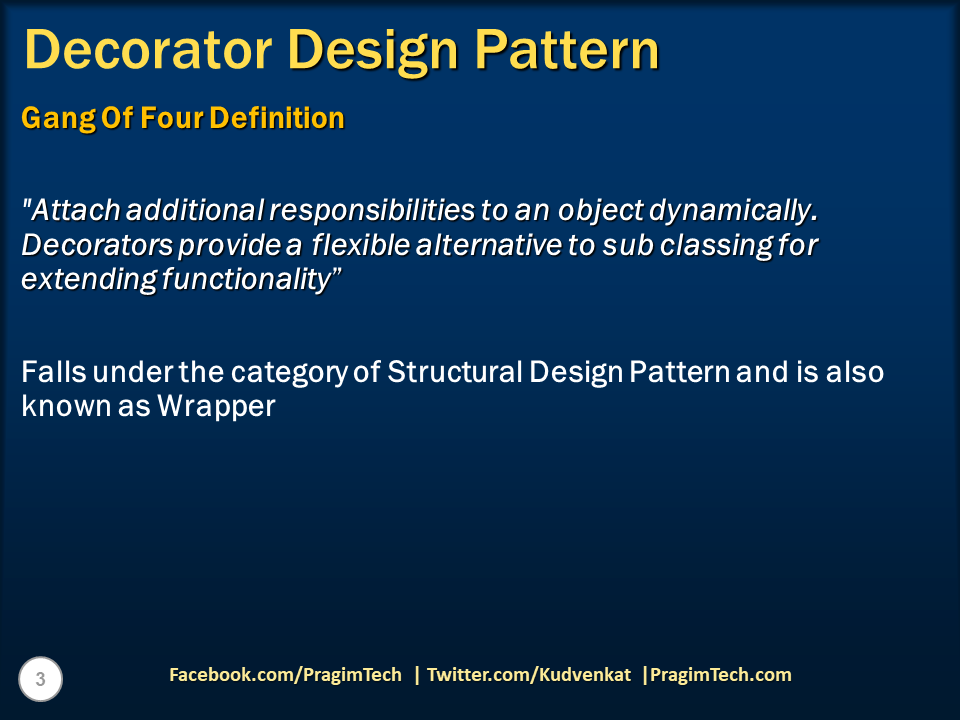 Decorator Design Pattern
Gang Of Four Definition
"Attach additional responsibilities to an object dynamically.
Decorators provide a flexible alternative to sub classing for
extending functionality”
Falls under the category of Structural Design Pattern and is also
known as Wrapper
3
Facebook.com/PragimTech | Twitter.com/Kudvenkat |PragimTech.com